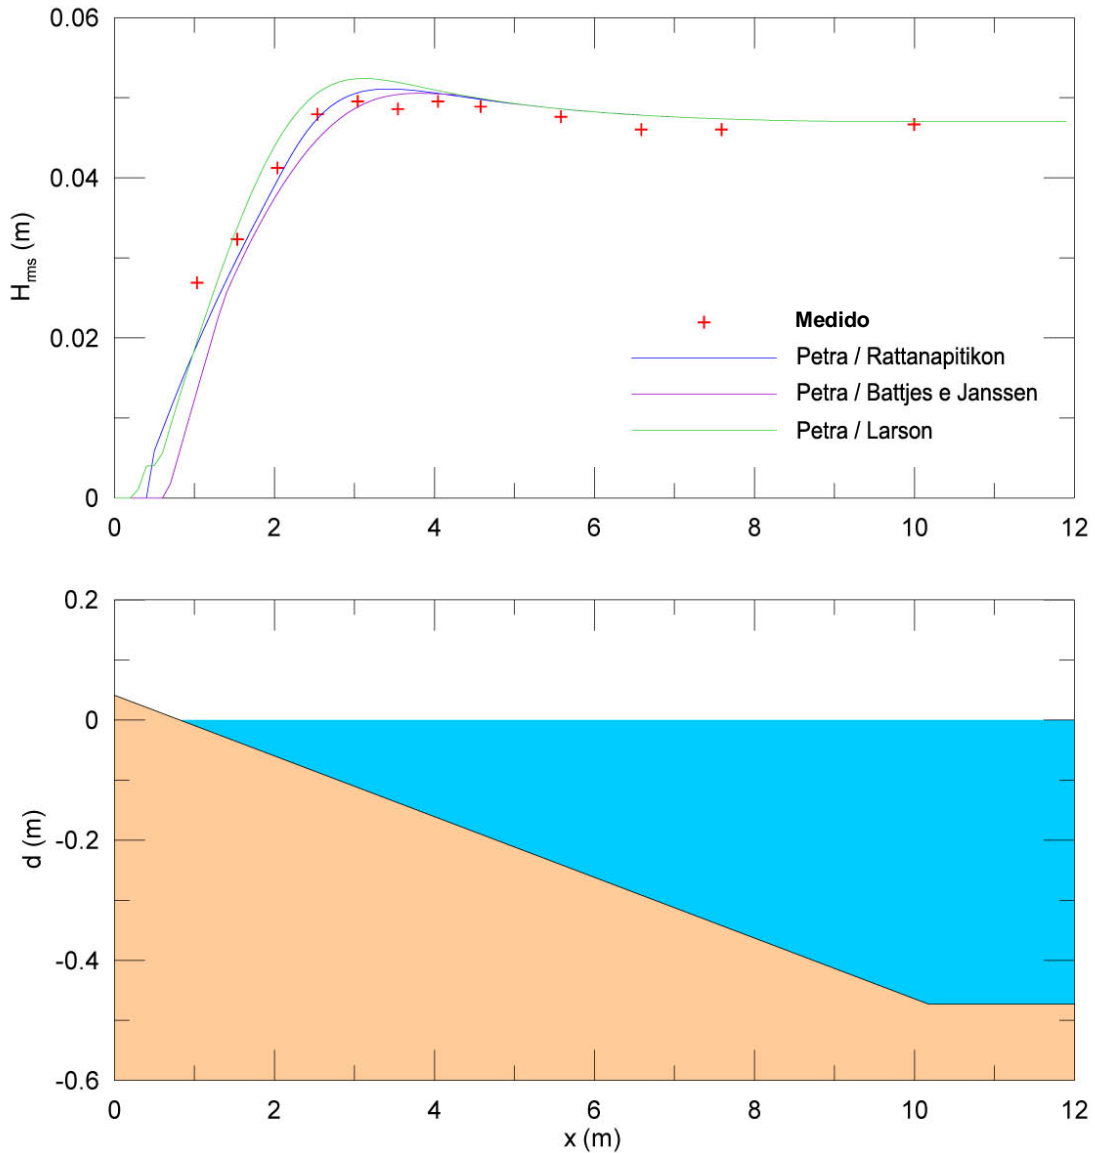 0.06
0.04
0.02
0
H_rms (m)
Medido
Petra / Rattanapitikon
Petra / Battjes e Janssen
Petra / Larson
0 2 4 6 8 10 12
0.2
0
-0.2
-0.4
-0.6
d (m)
0 2 4 6 8 10 12
x (m)